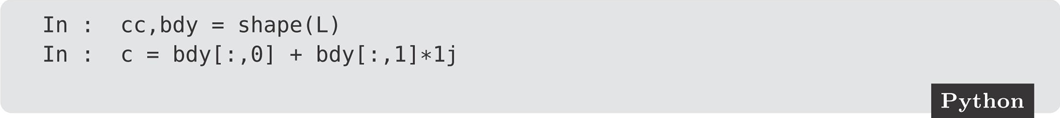 In :  cc,bdy = shape(L)
In :  c = bdy[:,0] + bdy[:,1]*1j
Python